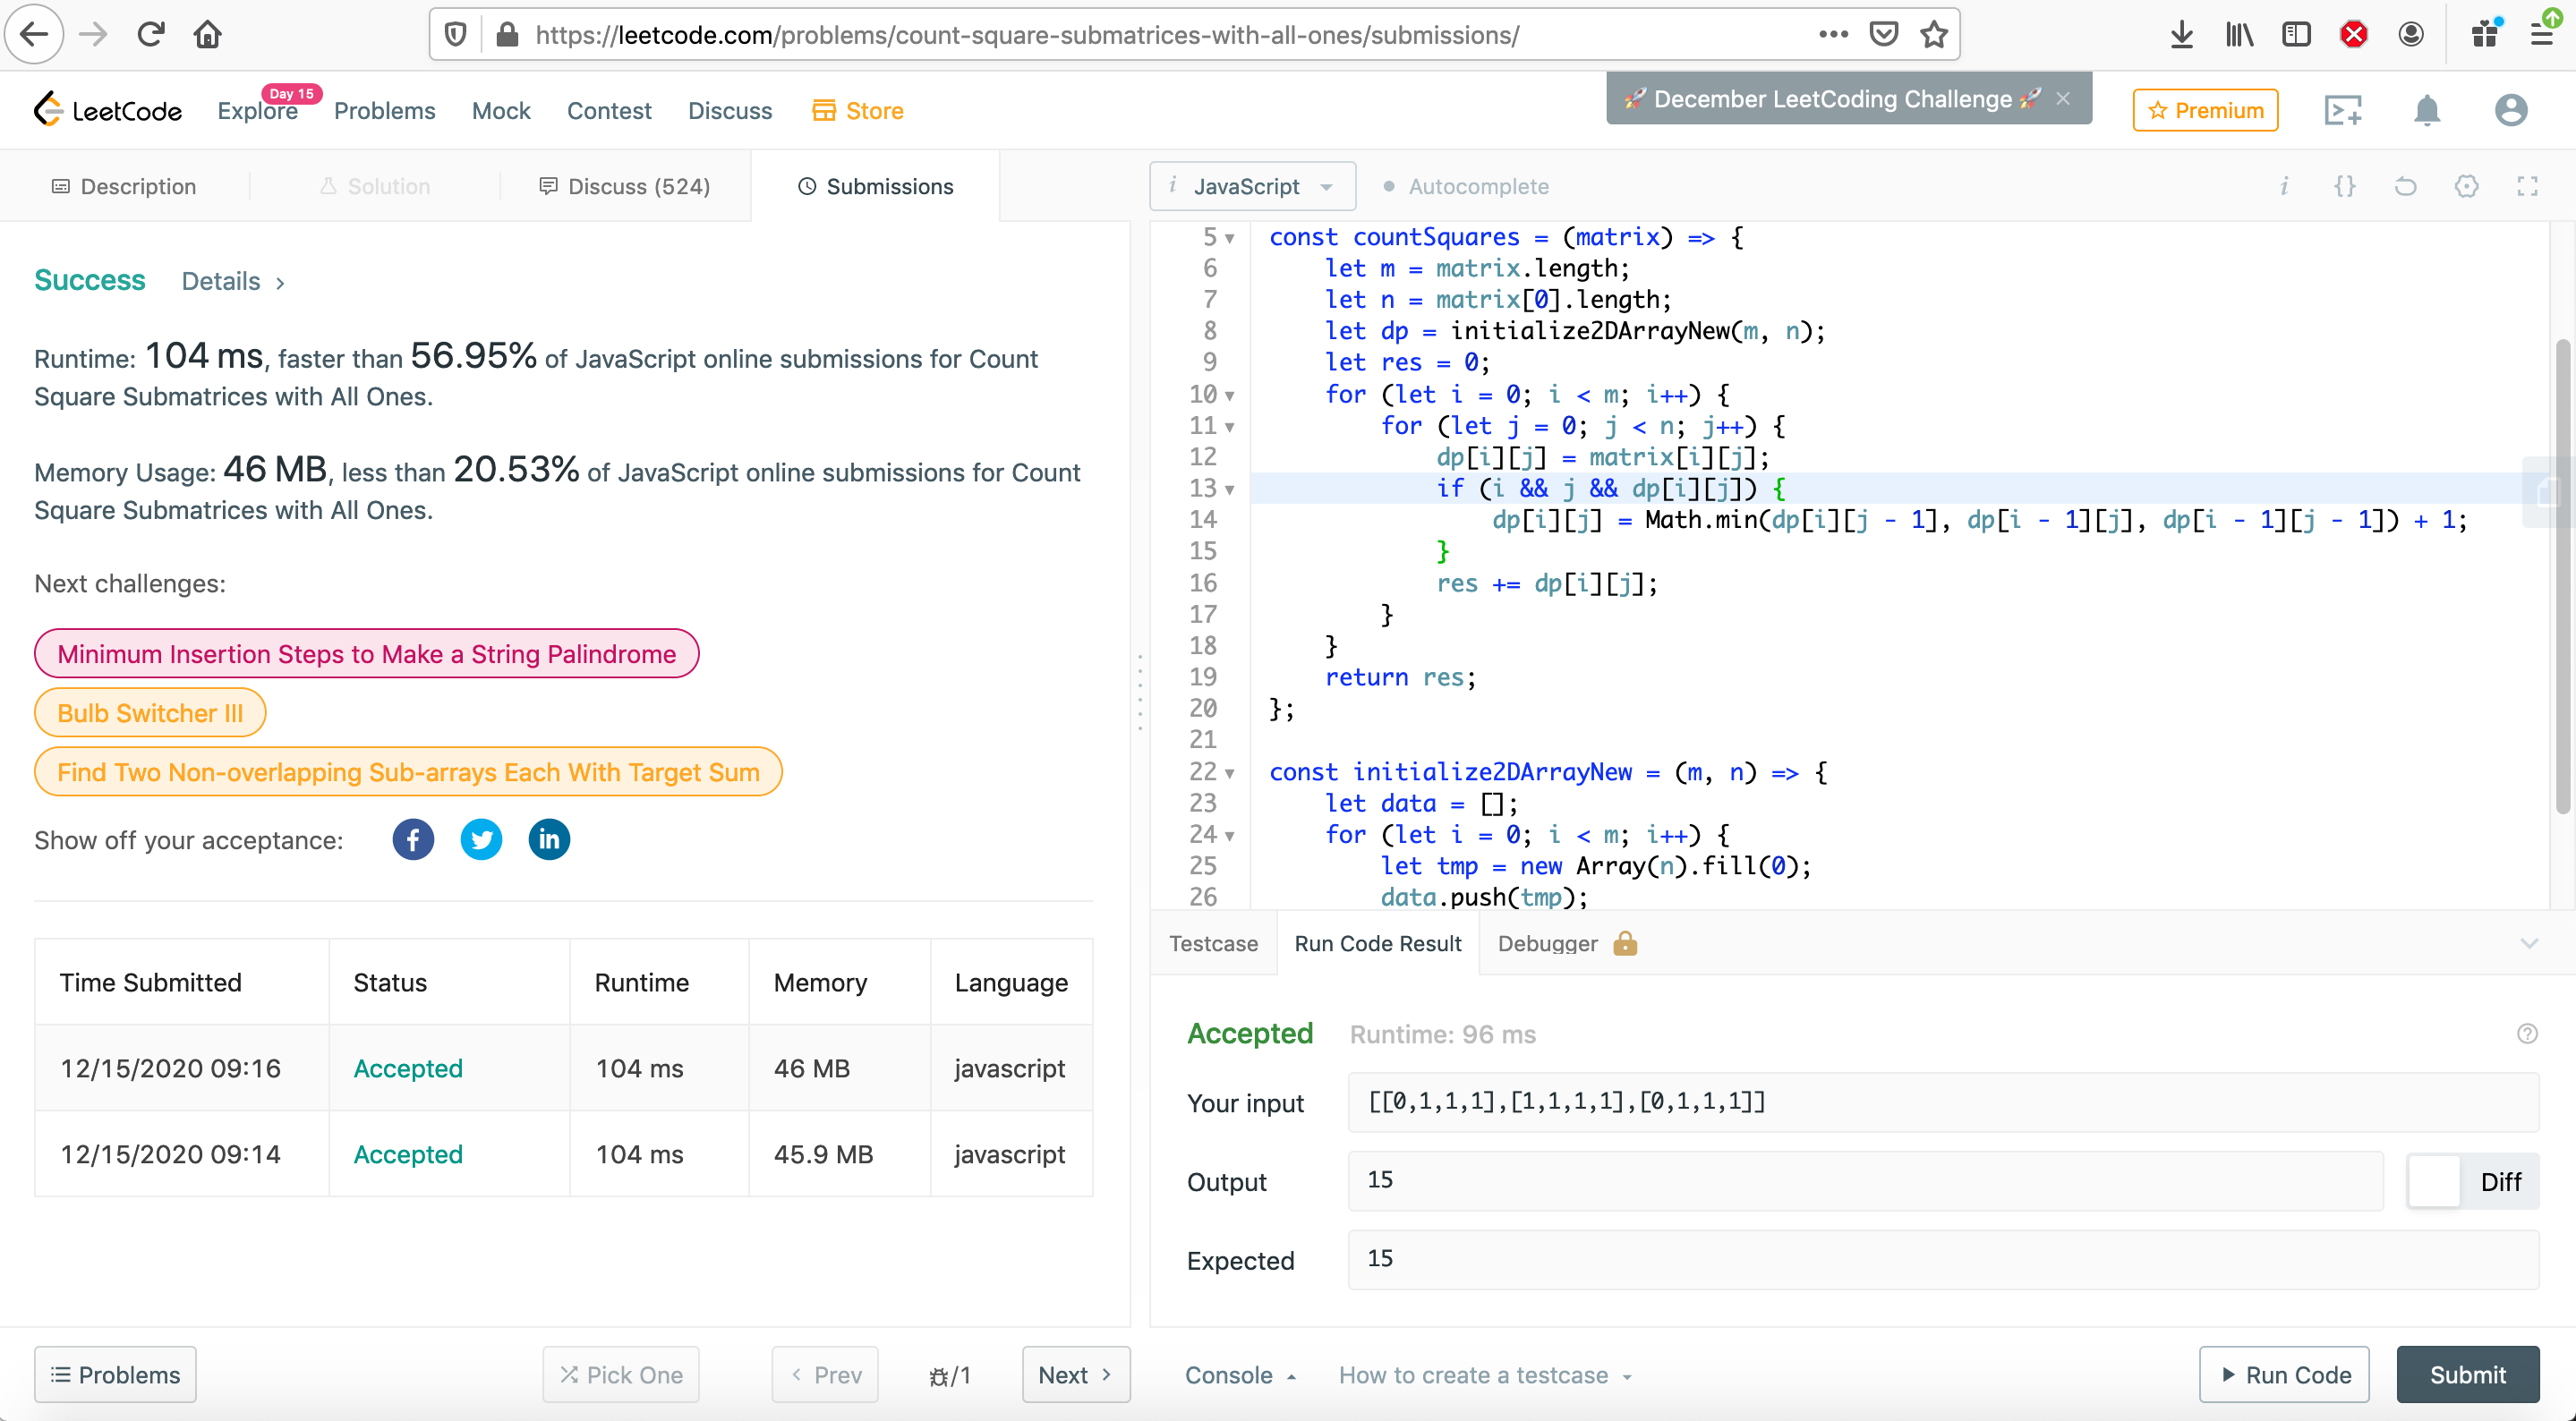 https://leetcode.com/problems/count-square-submatrices-with-all-ones/submissions/
LeetCode
Explore
Day 15
Problems
Mock
Contest
Discuss
Store
🚀 December LeetCoding Challenge 🚀 ×
Premium
Description
Solution
Discuss (524)
Submissions
i JavaScript
Autocomplete
Success Details >
Runtime: 104 ms, faster than 56.95% of JavaScript online submissions for Count
Square Submatrices with All Ones.
Memory Usage: 46 MB, less than 20.53% of JavaScript online submissions for Count
Square Submatrices with All Ones.
Next challenges:
Minimum Insertion Steps to Make a String Palindrome
Bulb Switcher III
Find Two Non-overlapping Sub-arrays Each With Target Sum
Show off your acceptance:
Time Submitted Status Runtime Memory Language
12/15/2020 09:16 Accepted 104 ms 46 MB javascript
12/15/2020 09:14 Accepted 104 ms 45.9 MB javascript
Problems
Pick One
< Prev
/1
Next >
5 const countSquares = (matrix) => {
6 let m = matrix.length;
7 let n = matrix[0].length;
8 let dp = initialize2DArrayNew(m, n);
9 let res = 0;
10 for (let i = 0; i < m; i++) {
11 for (let j = 0; j < n; j++) {
12 dp[i][j] = matrix[i][j];
13 if (i && j && dp[i][j]) {
14 dp[i][j] = Math.min(dp[i][j - 1], dp[i - 1][j], dp[i - 1][j - 1]) + 1;
15 }
16 res += dp[i][j];
17 }
18 }
19 return res;
20 };
21
22 const initialize2DArrayNew = (m, n) => {
23 let data = [];
24 for (let i = 0; i < m; i++) {
25 let tmp = new Array(n).fill(0);
26 data.push(tmp);
Testcase
Run Code Result
Debugger
Accepted Runtime: 96 ms
Your input [[0,1,1,1],[1,1,1,1],[0,1,1,1]]
Output 15 Diff
Expected 15
Console
How to create a testcase
Run Code
Submit